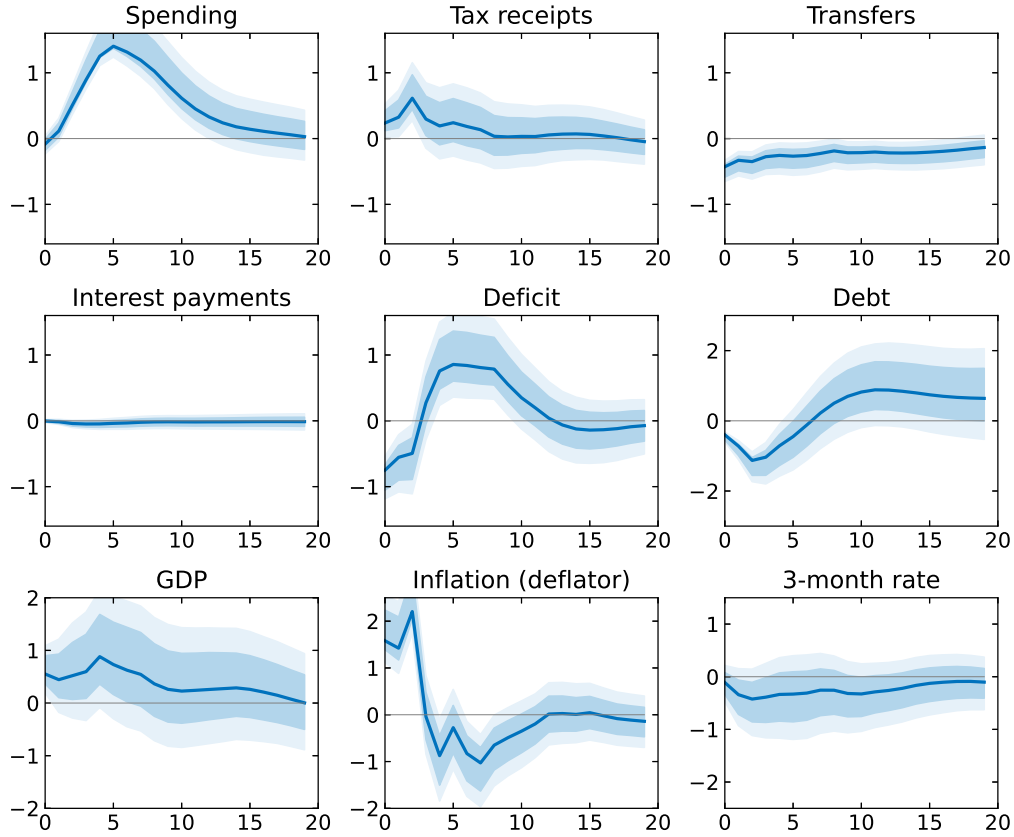 Spending Tax receipts Transfers
1 1 1
0 0 0
−1 −1 −1
0 5 10 15 20 0 5 10 15 20 0 5 10 15 20
Interest payments Deficit Debt
1 1 2
0 0 0
−1 −1 −2
0 5 10 15 20 0 5 10 15 20 0 5 10 15 20
GDP Inflation (deflator) 3-month rate
2 2 1
1 1 0
0 0 −1
−1 −1 −2
−2 −2
0 5 10 15 20 0 5 10 15 20 0 5 10 15 20